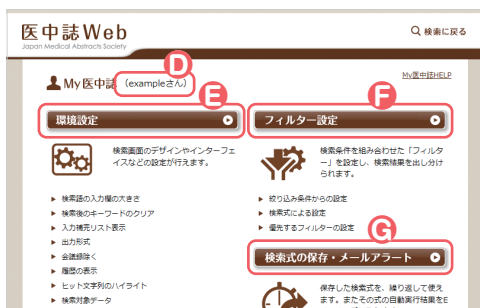 医中誌Web
Japan Medical Abstracts Society
検索に戻る
My医中誌 (exampleさん)
My医中誌HELP
D
E
F
環境設定
フィルター設定
検索画面のデザインやインターフェ
イスなどの設定が行えます。
検索条件を組み合わせた「フィルタ
ー」を設定し、検索結果を出し分け
られます。
検索語の入力欄の大きさ
検索後のキーワードのクリア
入力補完リスト表示
出力形式
会議録除く
履歴の表示
ヒット文字列のハイライト
検索対象データ
絞り込み条件からの設定
検索式による設定
優先するフィルターの設定
G
検索式の保存・メールアラート
保存した検索式を、繰り返して使え
ます。またその式の自動実行結果をE